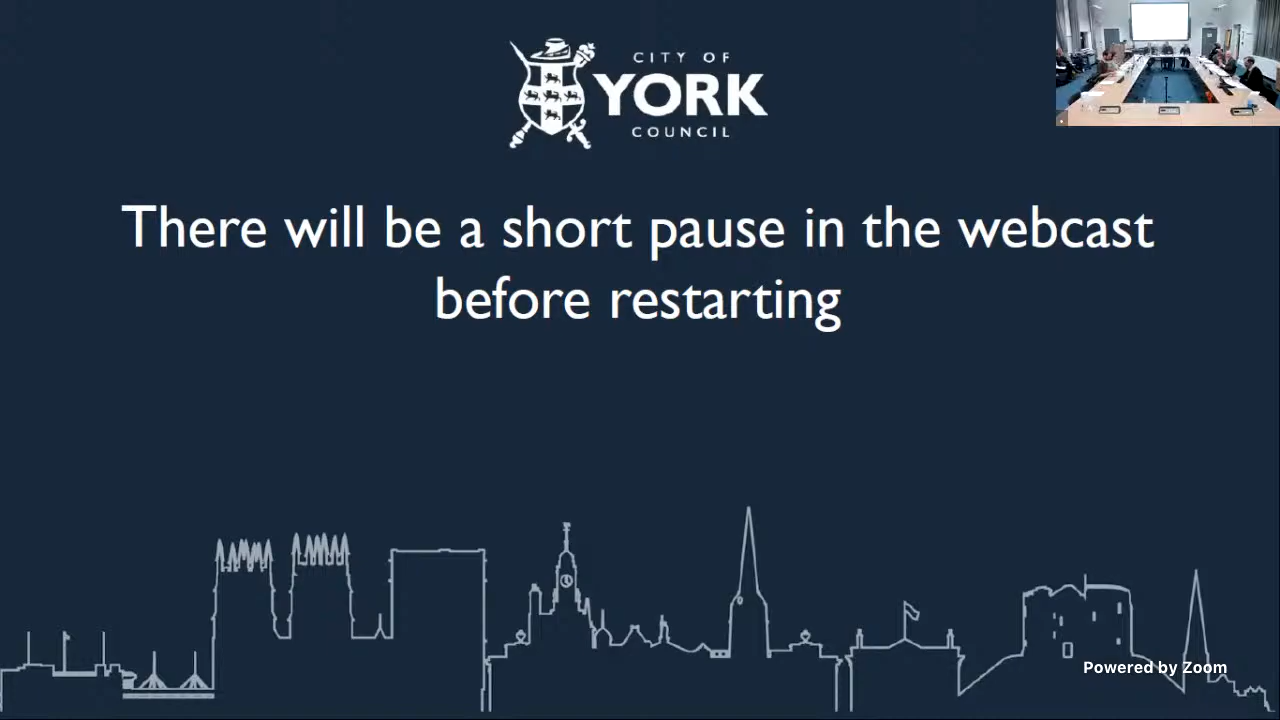 CITY OF
YORK
COUNCIL
There will be a short pause in the webcast
before restarting
Powered by Zoom